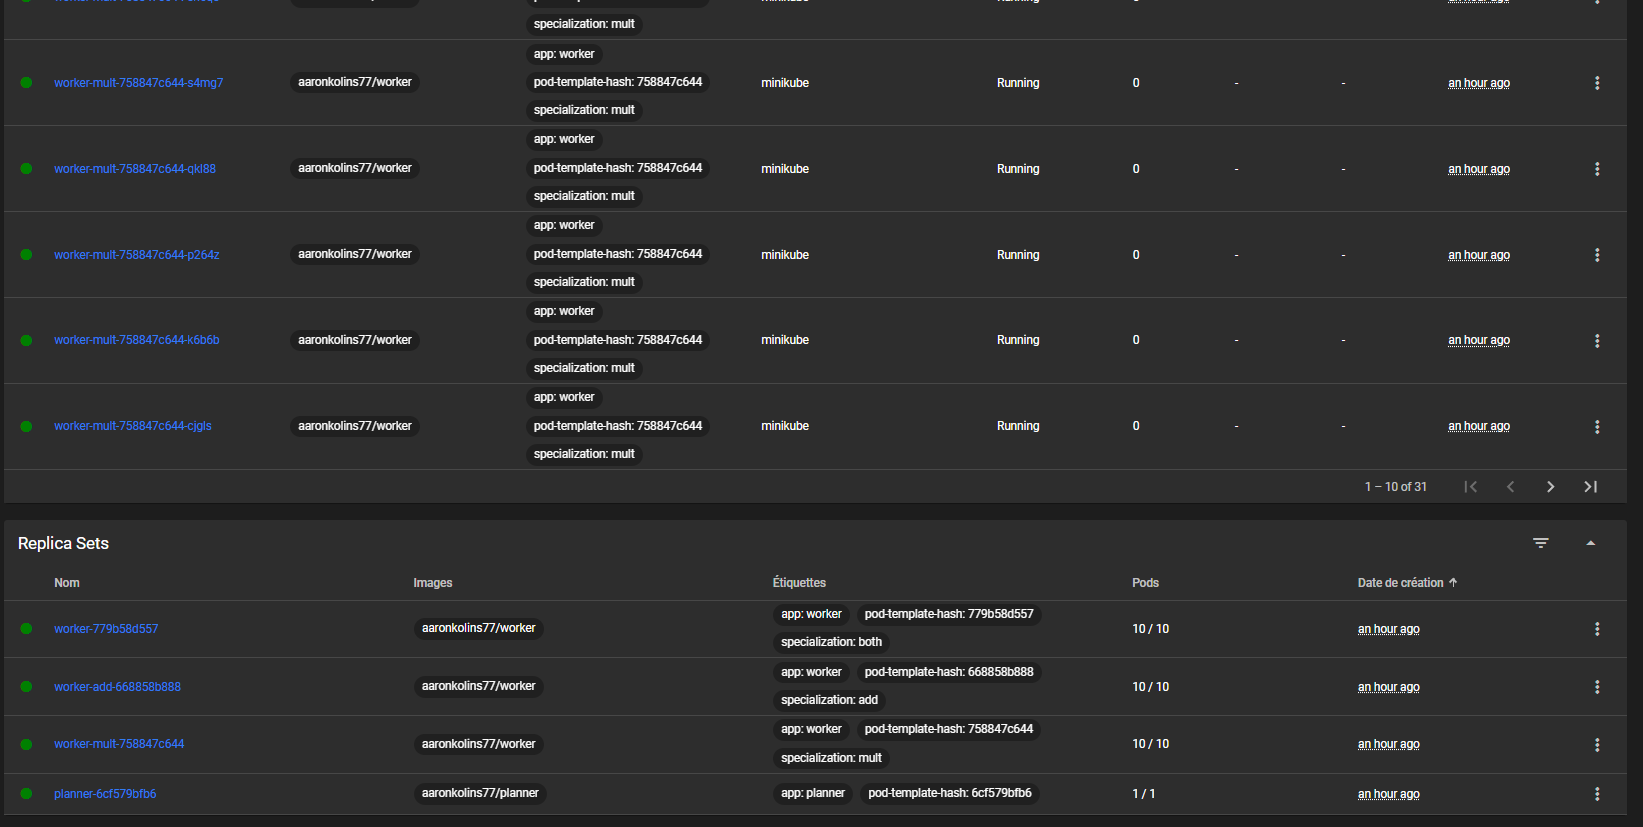 specialization: mult
app: worker
worker-mult-758847c644-s4mg7 aaronkolins77/worker pod-template-hash: 758847c644 minikube Running 0 - - an hour ago
specialization: mult
app: worker
worker-mult-758847c644-qkl88 aaronkolins77/worker pod-template-hash: 758847c644 minikube Running 0 - - an hour ago
specialization: mult
app: worker
worker-mult-758847c644-p264z aaronkolins77/worker pod-template-hash: 758847c644 minikube Running 0 - - an hour ago
specialization: mult
app: worker
worker-mult-758847c644-k6b6b aaronkolins77/worker pod-template-hash: 758847c644 minikube Running 0 - - an hour ago
specialization: mult
app: worker
worker-mult-758847c644-cjgls aaronkolins77/worker pod-template-hash: 758847c644 minikube Running 0 - - an hour ago
specialization: mult
1 – 10 of 31
Replica Sets
Nom Images Étiquettes Pods Date de création
app: worker pod-template-hash: 779b58d557
worker-779b58d557 aaronkolins77/worker 10 / 10 an hour ago
specialization: both
app: worker pod-template-hash: 668858b888
worker-add-668858b888 aaronkolins77/worker 10 / 10 an hour ago
specialization: add
app: worker pod-template-hash: 758847c644
worker-mult-758847c644 aaronkolins77/worker 10 / 10 an hour ago
specialization: mult
planner-6cf579bfb6 aaronkolins77/planner app: planner pod-template-hash: 6cf579bfb6 1 / 1 an hour ago